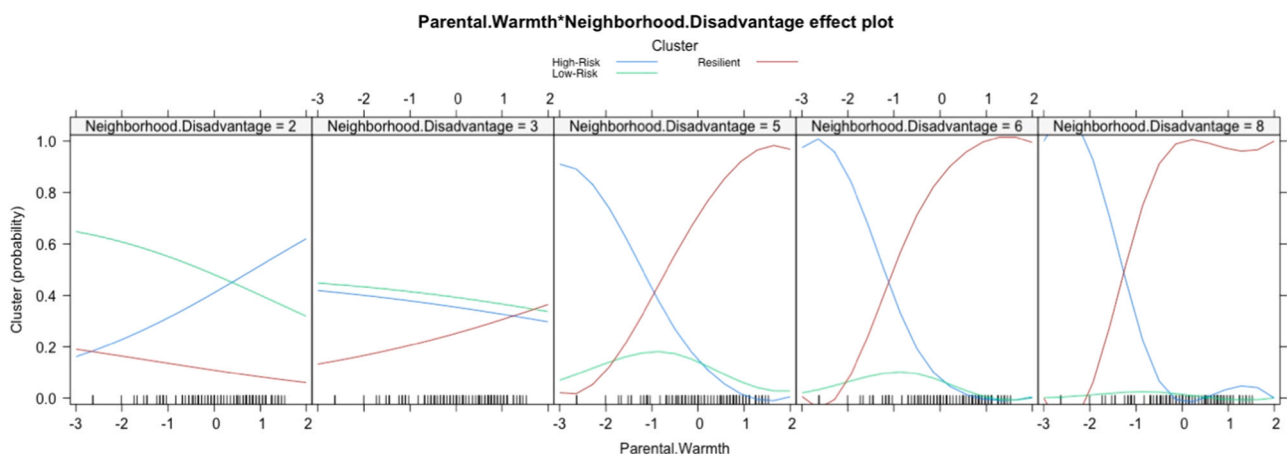 Parental.Warmth*Neighborhood.Disadvantage effect plot
Cluster
High-Risk Resilient
Low-Risk
-3 -2 -1 0 1 2 -3 -2 -1 0 1 2
Neighborhood.Disadvantage = 2 Neighborhood.Disadvantage = 3 Neighborhood.Disadvantage = 5 Neighborhood.Disadvantage = 6 Neighborhood.Disadvantage = 8
1.0
0.8
0.6
0.4
0.2
0.0
Cluster (probability)
-3 -2 -1 0 1 2 -3 -2 -1 0 1 2 -3 -2 -1 0 1 2
Parental.Warmth